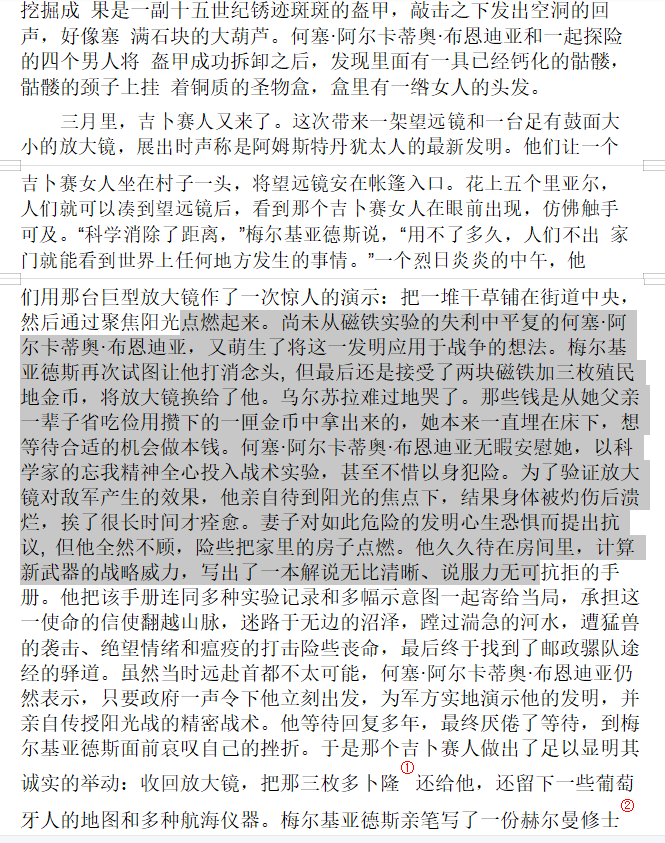 挖掘成 果是一副十五世纪锈迹斑斑的盔甲，敲击之下发出空洞的回
声，好像塞 满石块的大葫芦。何塞·阿尔卡蒂奥·布恩迪亚和一起探险
的四个男人将 盔甲成功拆卸之后，发现里面有一具已经钙化的骷髅，
骷髅的颈子上挂 着铜质的圣物盒，盒里有一绺女人的头发。
三月里，吉卜赛人又来了。这次带来一架望远镜和一台足有鼓面大
小的放大镜，展出时声称是阿姆斯特丹犹太人的最新发明。他们让一个
吉卜赛女人坐在村子一头，将望远镜安在帐篷入口。花上五个里亚尔，
人们就可以凑到望远镜后，看到那个吉卜赛女人在眼前出现，仿佛触手
可及。“科学消除了距离，”梅尔基亚德斯说，“用不了多久，人们不出 家
门就能看到世界上任何地方发生的事情。”一个烈日炎炎的中午，他
们用那台巨型放大镜作了一次惊人的演示：把一堆干草铺在街道中央，
然后通过聚焦阳光点燃起来。尚未从磁铁实验的失利中平复的何塞·阿
尔卡蒂奥·布恩迪亚，又萌生了将这一发明应用于战争的想法。梅尔基
亚德斯再次试图让他打消念头, 但最后还是接受了两块磁铁加三枚殖民
地金币，将放大镜换给了他。乌尔苏拉难过地哭了。那些钱是从她父亲
一辈子省吃俭用攒下的一匣金币中拿出来的，她本来一直埋在床下，想
等待合适的机会做本钱。何塞·阿尔卡蒂奥·布恩迪亚无暇安慰她，以科
学家的忘我精神全心投入战术实验，甚至不惜以身犯险。为了验证放大
镜对敌军产生的效果，他亲自待到阳光的焦点下，结果身体被灼伤后溃
烂，挨了很长时间才痊愈。妻子对如此危险的发明心生恐惧而提出抗
议, 但他全然不顾，险些把家里的房子点燃。他久久待在房间里，计算
新武器的战略威力，写出了一本解说无比清晰、说服力无可抗拒的手
册。他把该手册连同多种实验记录和多幅示意图一起寄给当局，承担这
一使命的信使翻越山脉，迷路于无边的沼泽，蹚过湍急的河水，遭猛兽
的袭击、绝望情绪和瘟疫的打击险些丧命，最后终于找到了邮政骡队途
经的驿道。虽然当时远赴首都不太可能，何塞·阿尔卡蒂奥·布恩迪亚仍
然表示，只要政府一声令下他立刻出发，为军方实地演示他的发明，并
亲自传授阳光战的精密战术。他等待回复多年，最终厌倦了等待，到梅
尔基亚德斯面前哀叹自己的挫折。于是那个吉卜赛人做出了足以显明其
诚实的举动：收回放大镜，把那三枚多卜隆①还给他，还留下一些葡萄
牙人的地图和多种航海仪器。梅尔基亚德斯亲笔写了一份赫尔曼修士②